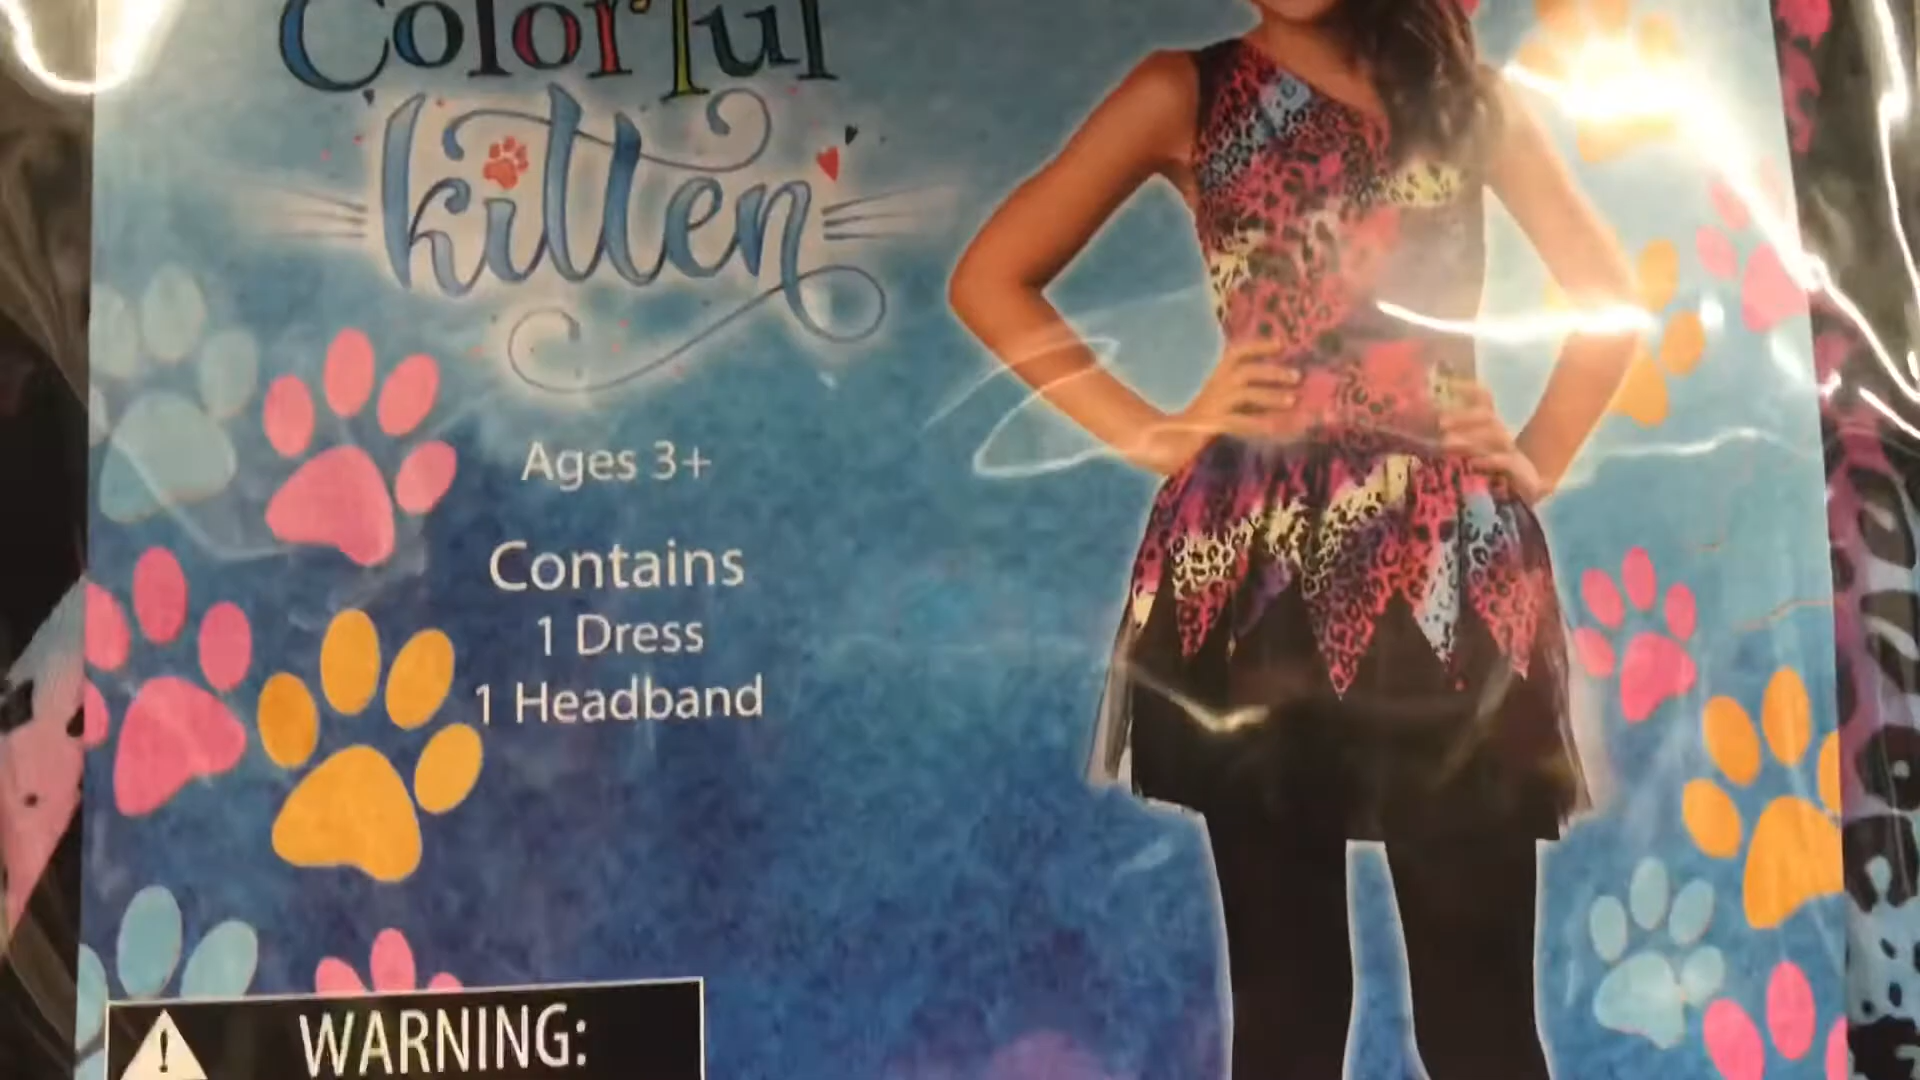 Colorful
kitten
Ages 3+
Contains
1 Dress
1 Headband
WARNING: